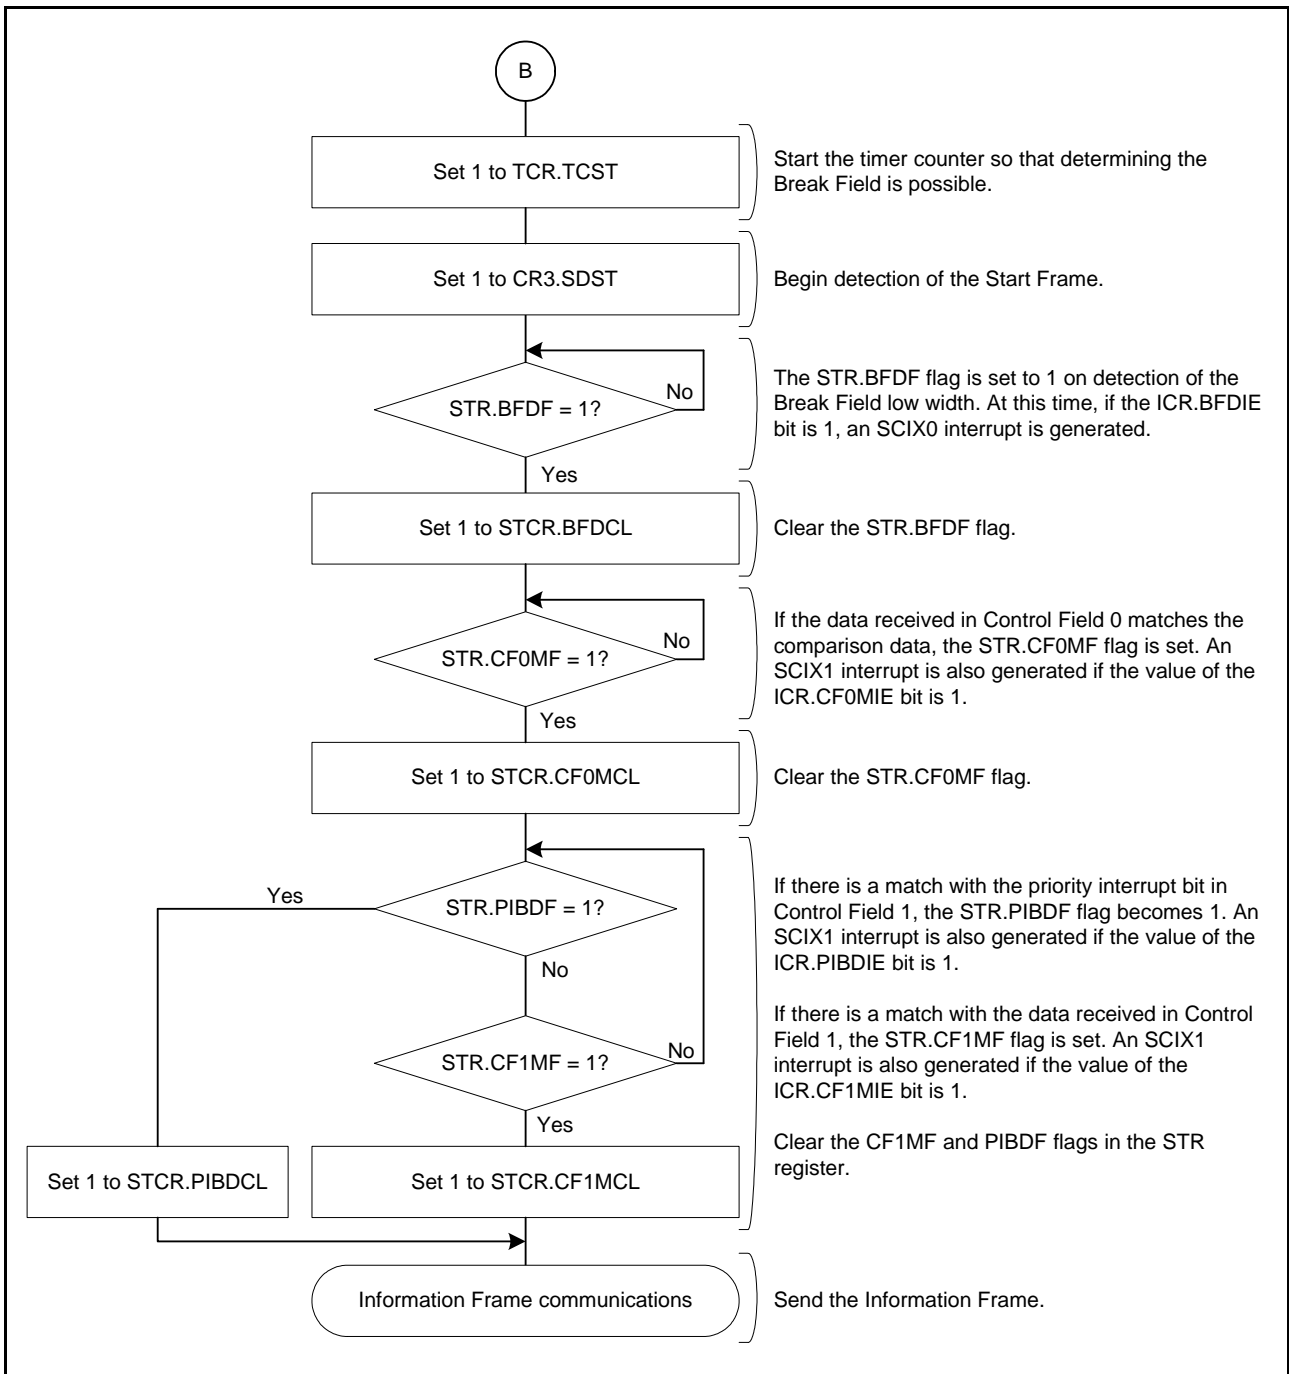 B
Set 1 to TCR.TCST
Start the timer counter so that determining the
Break Field is possible.
Set 1 to CR3.SDST
Begin detection of the Start Frame.
STR.BFDF = 1?
No
Yes
The STR.BFDF flag is set to 1 on detection of the
Break Field low width. At this time, if the ICR.BFDIE
bit is 1, an SCIX0 interrupt is generated.
Set 1 to STCR.BFDCL
Clear the STR.BFDF flag.
STR.CF0MF = 1?
No
Yes
If the data received in Control Field 0 matches the
comparison data, the STR.CF0MF flag is set. An
SCIX1 interrupt is also generated if the value of the
ICR.CF0MIE bit is 1.
Set 1 to STCR.CF0MCL
Clear the STR.CF0MF flag.
Yes
STR.PIBDF = 1?
No
If there is a match with the priority interrupt bit in
Control Field 1, the STR.PIBDF flag becomes 1. An
SCIX1 interrupt is also generated if the value of the
ICR.PIBDIE bit is 1.
STR.CF1MF = 1?
No
Yes
If there is a match with the data received in Control
Field 1, the STR.CF1MF flag is set. An SCIX1
interrupt is also generated if the value of the
ICR.CF1MIE bit is 1.
Set 1 to STCR.PIBDCL
Set 1 to STCR.CF1MCL
Clear the CF1MF and PIBDF flags in the STR
register.
Information Frame communications
Send the Information Frame.